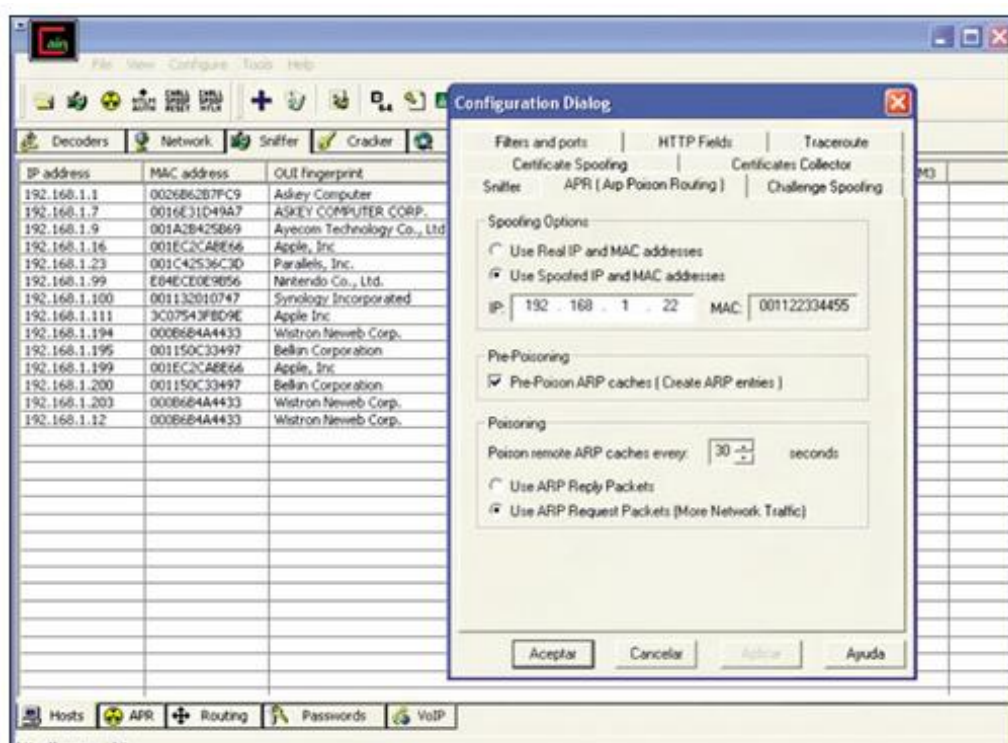 Cain
File View Configure Tools Help
Decoders Network Sniffer Cracker
IP address MAC address OUI fingerprint M3
192.168.1.1 0026B62B7FC9 Askey Computer
192.168.1.7 0016E31D49A7 ASKEY COMPUTER CORP.
192.168.1.9 001A2B425B69 Ayecom Technology Co., Ltd
192.168.1.16 001EC2CABE66 Apple, Inc
192.168.1.23 001C42536C3D Parallels, Inc.
192.168.1.99 E84ECE0E9B56 Nintendo Co., Ltd.
192.168.1.100 001132010747 Synology Incorporated
192.168.1.111 3C07543FBD9E Apple Inc
192.168.1.194 000B6B4A4433 Wistron Neweb Corp.
192.168.1.195 001150C33497 Belkin Corporation
192.168.1.199 001EC2CABE66 Apple, Inc
192.168.1.200 001150C33497 Belkin Corporation
192.168.1.203 000B6B4A4433 Wistron Neweb Corp.
192.168.1.12 000B6B4A4433 Wistron Neweb Corp.
Configuration Dialog
Filters and ports HTTP Fields Traceroute
Certificate Spoofing Certificates Collector
Sniffer APR ( Arp Poison Routing ) Challenge Spoofing
Spoofing Options
Use Real IP and MAC addresses
Use Spoofed IP and MAC addresses
IP: 192 . 168 . 1 . 22 MAC: 001122334455
Pre-Poisoning
Pre-Poison ARP caches ( Create ARP entries )
Poisoning
Poison remote ARP caches every: 30 seconds
Use ARP Reply Packets
Use ARP Request Packets (More Network Traffic)
Aceptar Cancelar Aplicar Ayuda
Hosts APR Routing Passwords VoIP